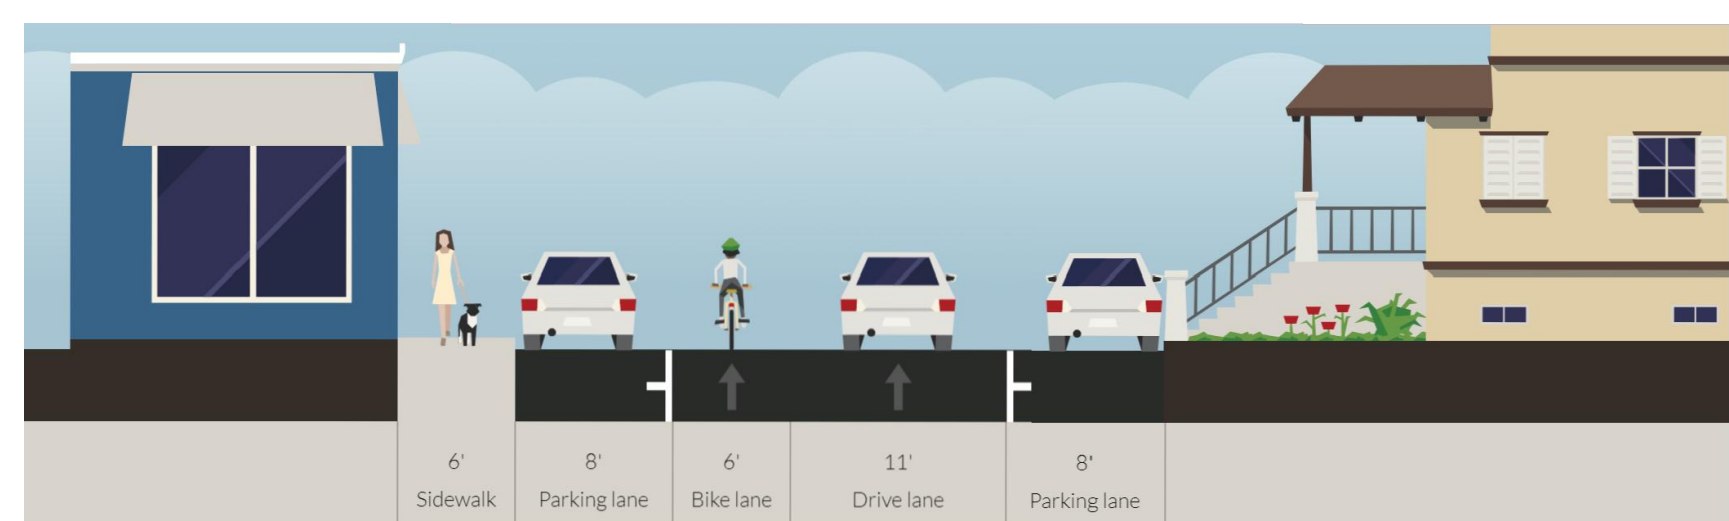 6'
Sidewalk
8'
Parking lane
6'
Bike lane
11'
Drive lane
8'
Parking lane